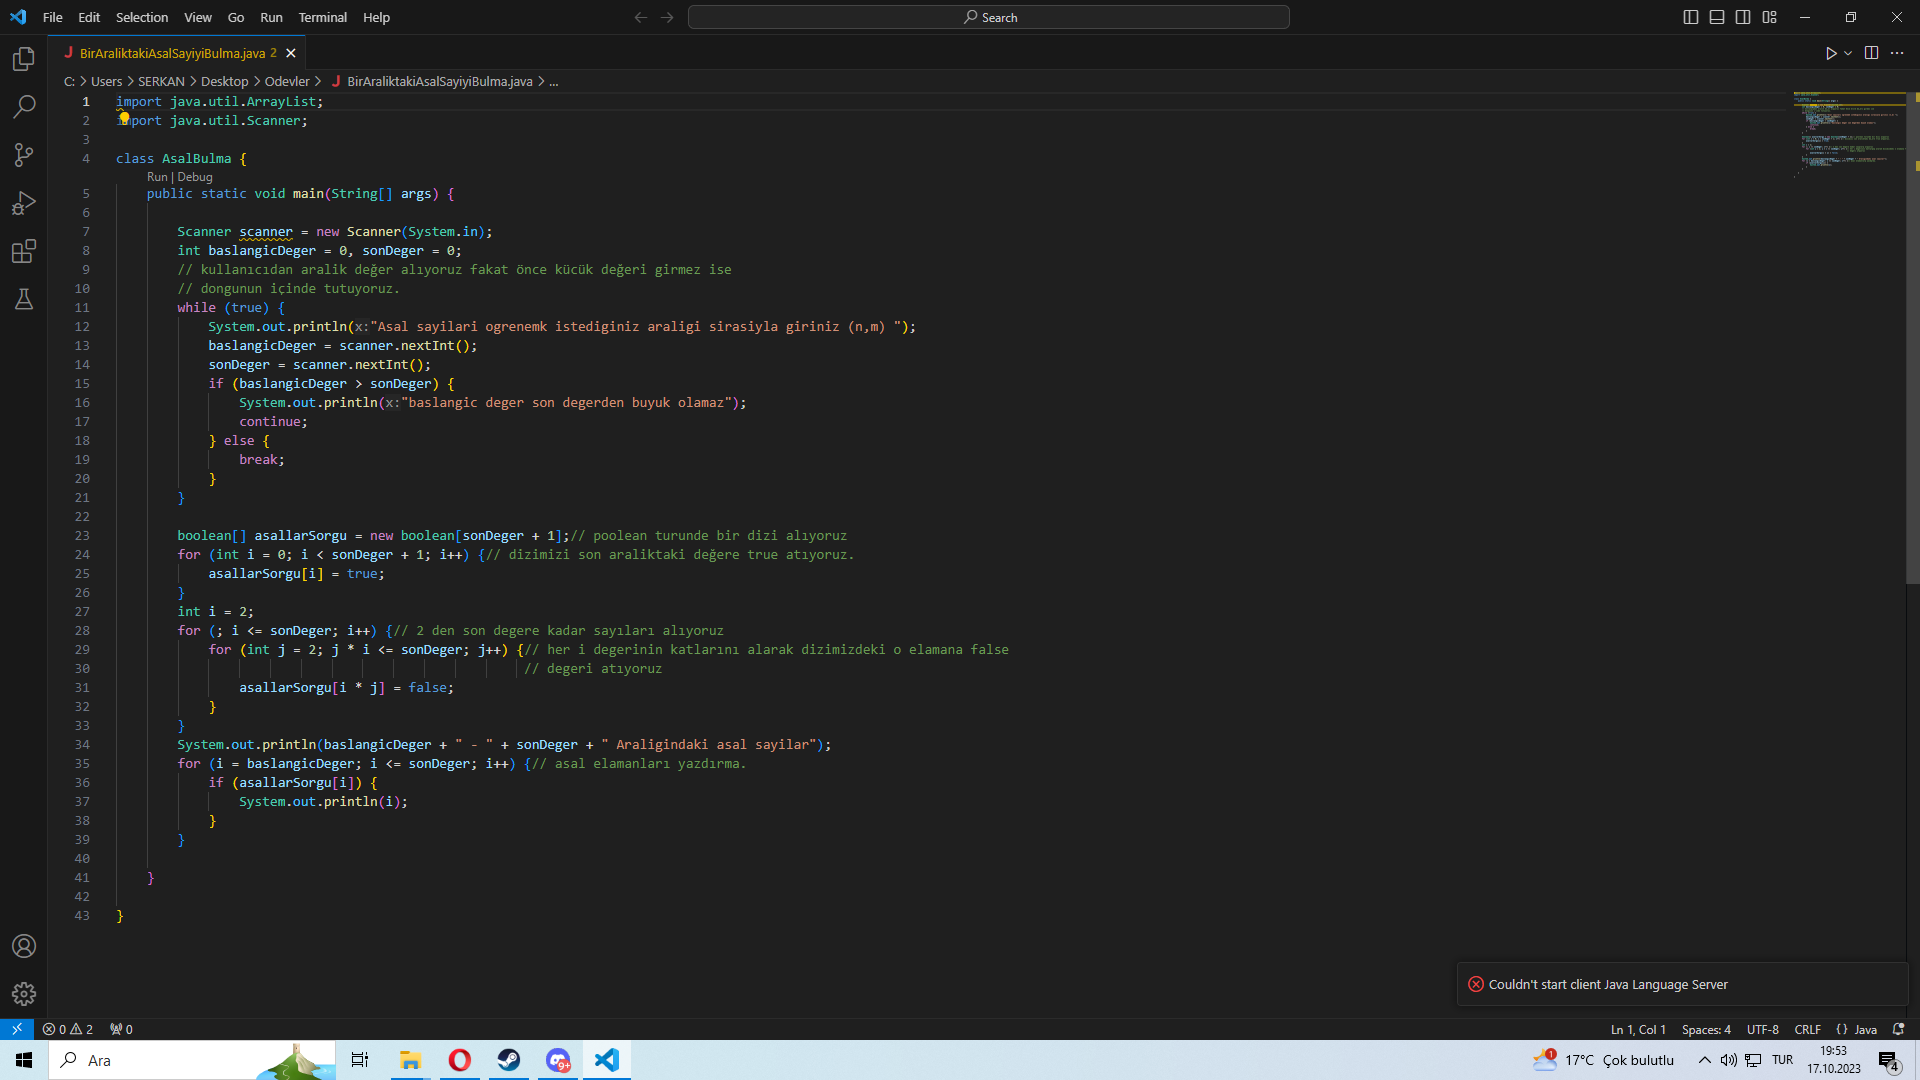 File Edit Selection View Go Run Terminal Help
Search
BirAraliktakiAsalSayiyiBulma.java 2
C: > Users > SERKAN > Desktop > Odevler > BirAraliktakiAsalSayiyiBulma.java > ...
1 import java.util.ArrayList;
2 import java.util.Scanner;
3
4 class AsalBulma {
Run | Debug
5 public static void main(String[] args) {
6
7 Scanner scanner = new Scanner(System.in);
8 int baslangicDeger = 0, sonDeger = 0;
9 // kullanıcıdan aralik değer alıyoruz fakat önce kücük değeri girmez ise
10 // dongunun içinde tutuyoruz.
11 while (true) {
12 System.out.println(x:"Asal sayilari ogrenemk istediginiz araligi sirasiyla giriniz (n,m) ");
13 baslangicDeger = scanner.nextInt();
14 sonDeger = scanner.nextInt();
15 if (baslangicDeger > sonDeger) {
16 System.out.println(x:"baslangic deger son degerden buyuk olamaz");
17 continue;
18 } else {
19 break;
20 }
21 }
22
23 boolean[] asallarSorgu = new boolean[sonDeger + 1];// poolean turunde bir dizi alıyoruz
24 for (int i = 0; i < sonDeger + 1; i++) {// dizimizi son araliktaki değere true atıyoruz.
25 asallarSorgu[i] = true;
26 }
27 int i = 2;
28 for (; i <= sonDeger; i++) {// 2 den son degere kadar sayıları alıyoruz
29 for (int j = 2; j * i <= sonDeger; j++) {// her i degerinin katlarını alarak dizimizdeki o elamana false
30 // degeri atıyoruz
31 asallarSorgu[i * j] = false;
32 }
33 }
34 System.out.println(baslangicDeger + " - " + sonDeger + " Araligindaki asal sayilar");
35 for (i = baslangicDeger; i <= sonDeger; i++) {// asal elamanları yazdırma.
36 if (asallarSorgu[i]) {
37 System.out.println(i);
38 }
39 }
40
41 }
42
43 }
Couldn't start client Java Language Server
0 2 0
Ln 1, Col 1 Spaces: 4 UTF-8 CRLF {} Java
Ara
9+
1 17°C Çok bulutlu
TUR
19:53
17.10.2023
4